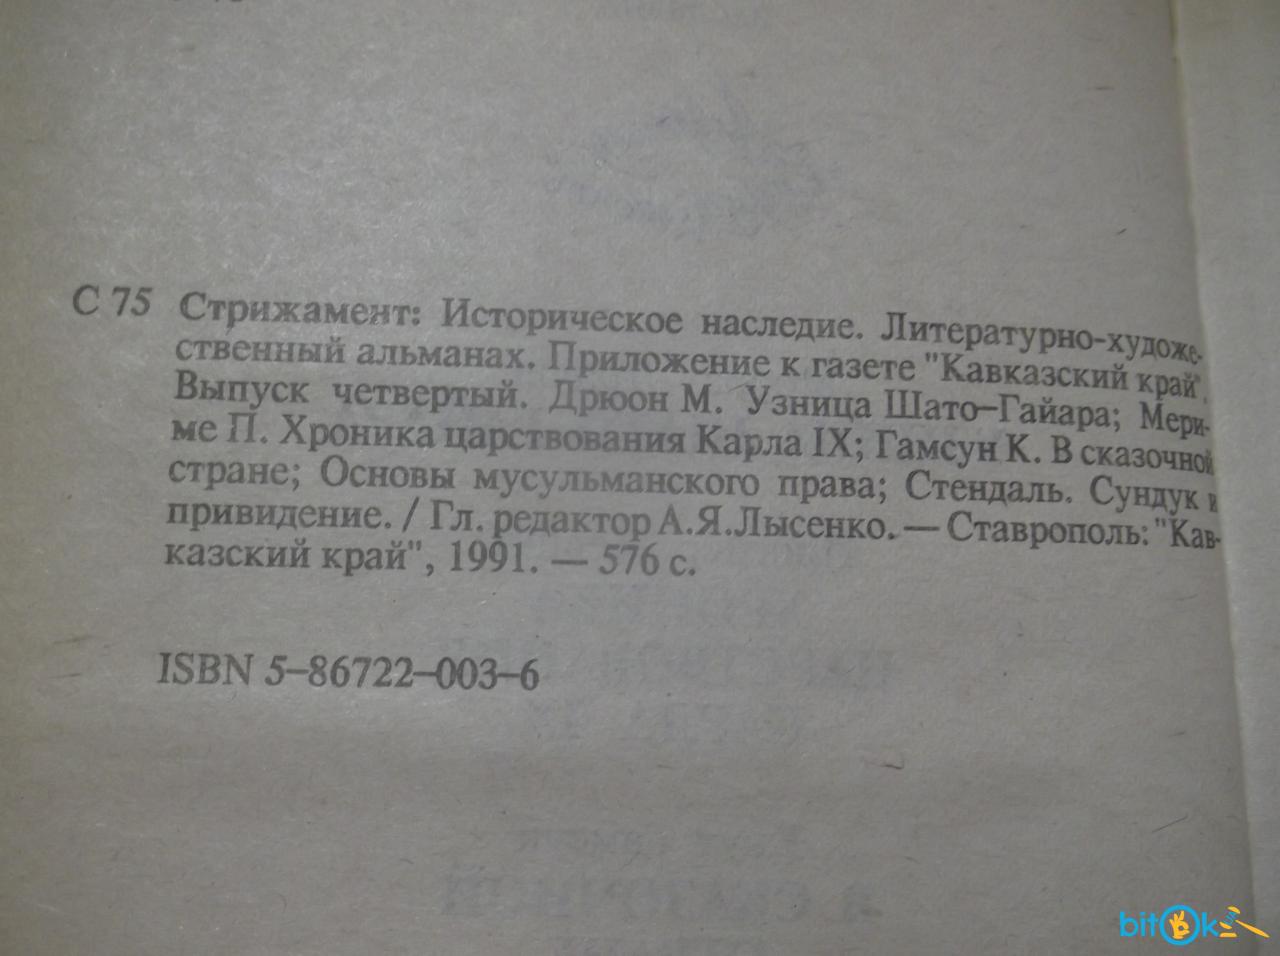 С 75 Стрижамент: Историческое наследие. Литературно-художе-
ственный альманах. Приложение к газете "Кавказский край".
Выпуск четвертый. Дрюон М. Узница Шато-Гайара; Мери-
ме П. Хроника царствования Карла IX; Гамсун К. В сказочной
стране; Основы мусульманского права; Стендаль. Сундук и
привидение. / Гл. редактор А.Я.Лысенко. — Ставрополь: "Кав-
казский край", 1991. — 576 с.
ISBN 5-86722-003-6
bitOk